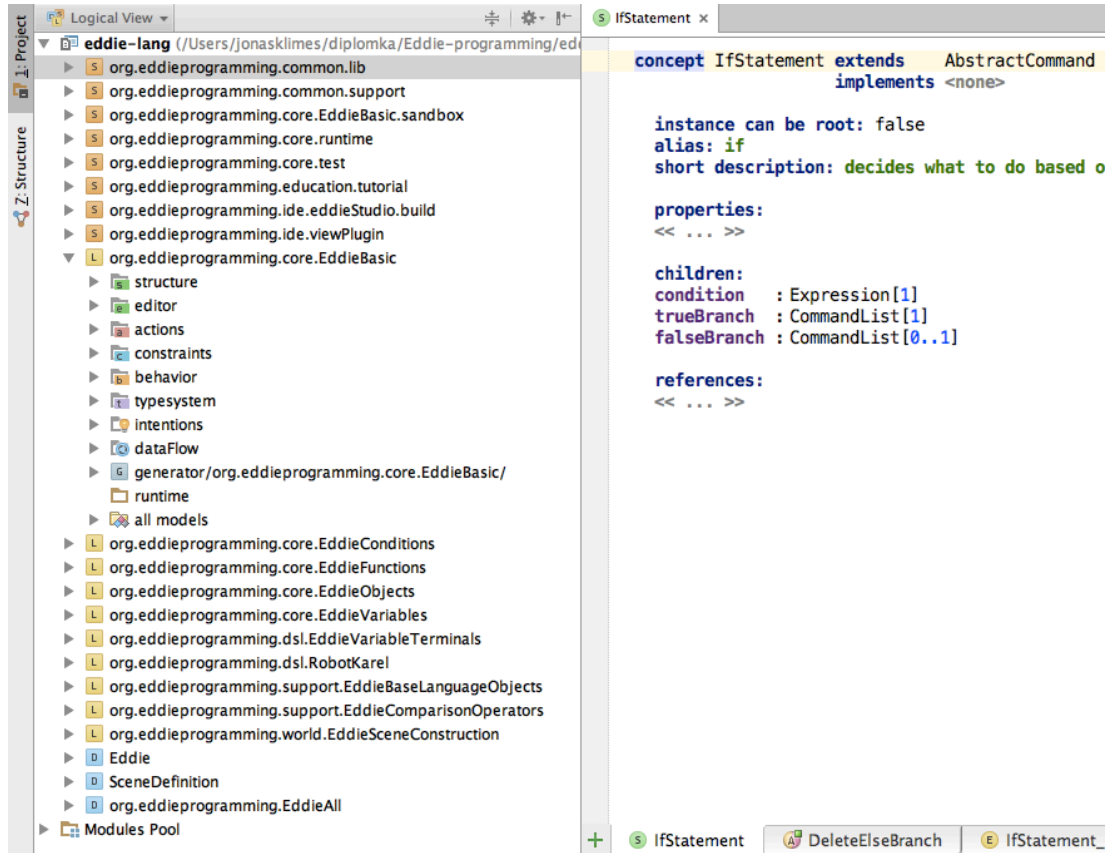 1: Project
Z: Structure
Logical View
eddie-lang (/Users/jonasklimes/diplomka/Eddie-programming/edd
org.eddieprogramming.common.lib
org.eddieprogramming.common.support
org.eddieprogramming.core.EddieBasic.sandbox
org.eddieprogramming.core.runtime
org.eddieprogramming.core.test
org.eddieprogramming.education.tutorial
org.eddieprogramming.ide.eddieStudio.build
org.eddieprogramming.ide.viewPlugin
org.eddieprogramming.core.EddieBasic
structure
editor
actions
constraints
behavior
typesystem
intentions
dataFlow
generator/org.eddieprogramming.core.EddieBasic/
runtime
all models
org.eddieprogramming.core.EddieConditions
org.eddieprogramming.core.EddieFunctions
org.eddieprogramming.core.EddieObjects
org.eddieprogramming.core.EddieVariables
org.eddieprogramming.dsl.EddieVariableTerminals
org.eddieprogramming.dsl.RobotKarel
org.eddieprogramming.support.EddieBaseLanguageObjects
org.eddieprogramming.support.EddieComparisonOperators
org.eddieprogramming.world.EddieSceneConstruction
Eddie
SceneDefinition
org.eddieprogramming.EddieAll
Modules Pool
IfStatement
concept IfStatement extends AbstractCommand
implements <none>
instance can be root: false
alias: if
short description: decides what to do based o
properties:
<< ... >>
children:
condition : Expression[1]
trueBranch : CommandList[1]
falseBranch : CommandList[0..1]
references:
<< ... >>
IfStatement
DeleteElseBranch
IfStatement_